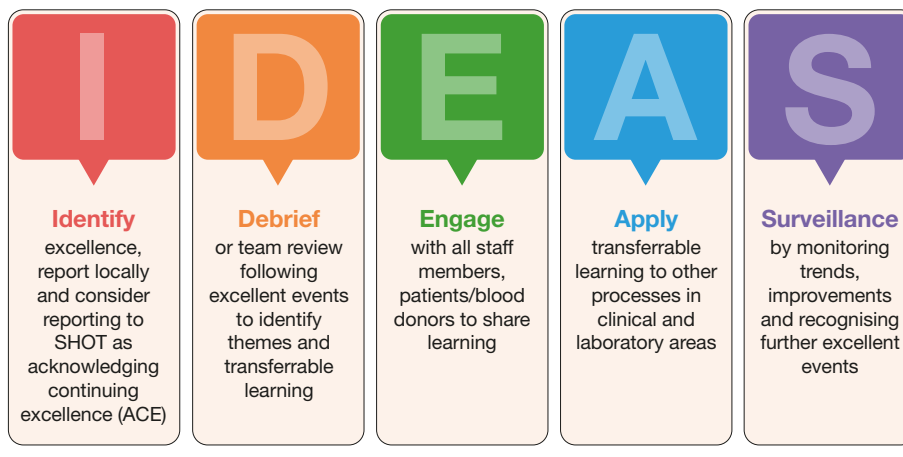 I
Identify
excellence,
report locally
and consider
reporting to
SHOT as
acknowledging
continuing
excellence (ACE)
D
Debrief
or team review
following
excellent events
to identify
themes and
transferrable
learning
E
Engage
with all staff
members,
patients/blood
donors to share
learning
A
Apply
transferrable
learning to other
processes in
clinical and
laboratory areas
S
Surveillance
by monitoring
trends,
improvements
and recognising
further excellent
events